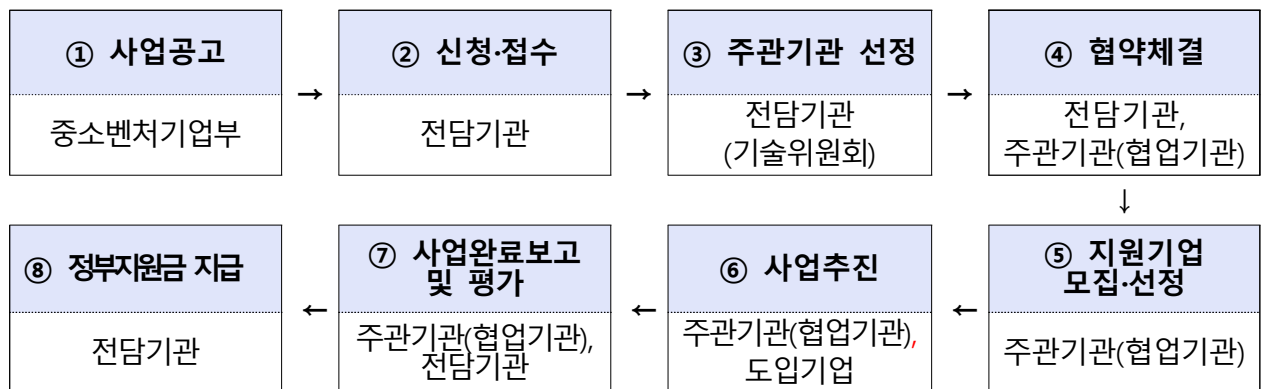 ① 사업공고
중소벤처기업부
→
② 신청·접수
전담기관
→
③ 주관기관 선정
전담기관
(기술위원회)
→
④ 협약체결
전담기관,
주관기관(협업기관)
↓
⑤ 지원기업
모집·선정
주관기관(협업기관)
←
⑥ 사업추진
주관기관(협업기관),
도입기업
←
⑦ 사업완료보고
및 평가
주관기관(협업기관),
전담기관
←
⑧ 정부지원금 지급
전담기관